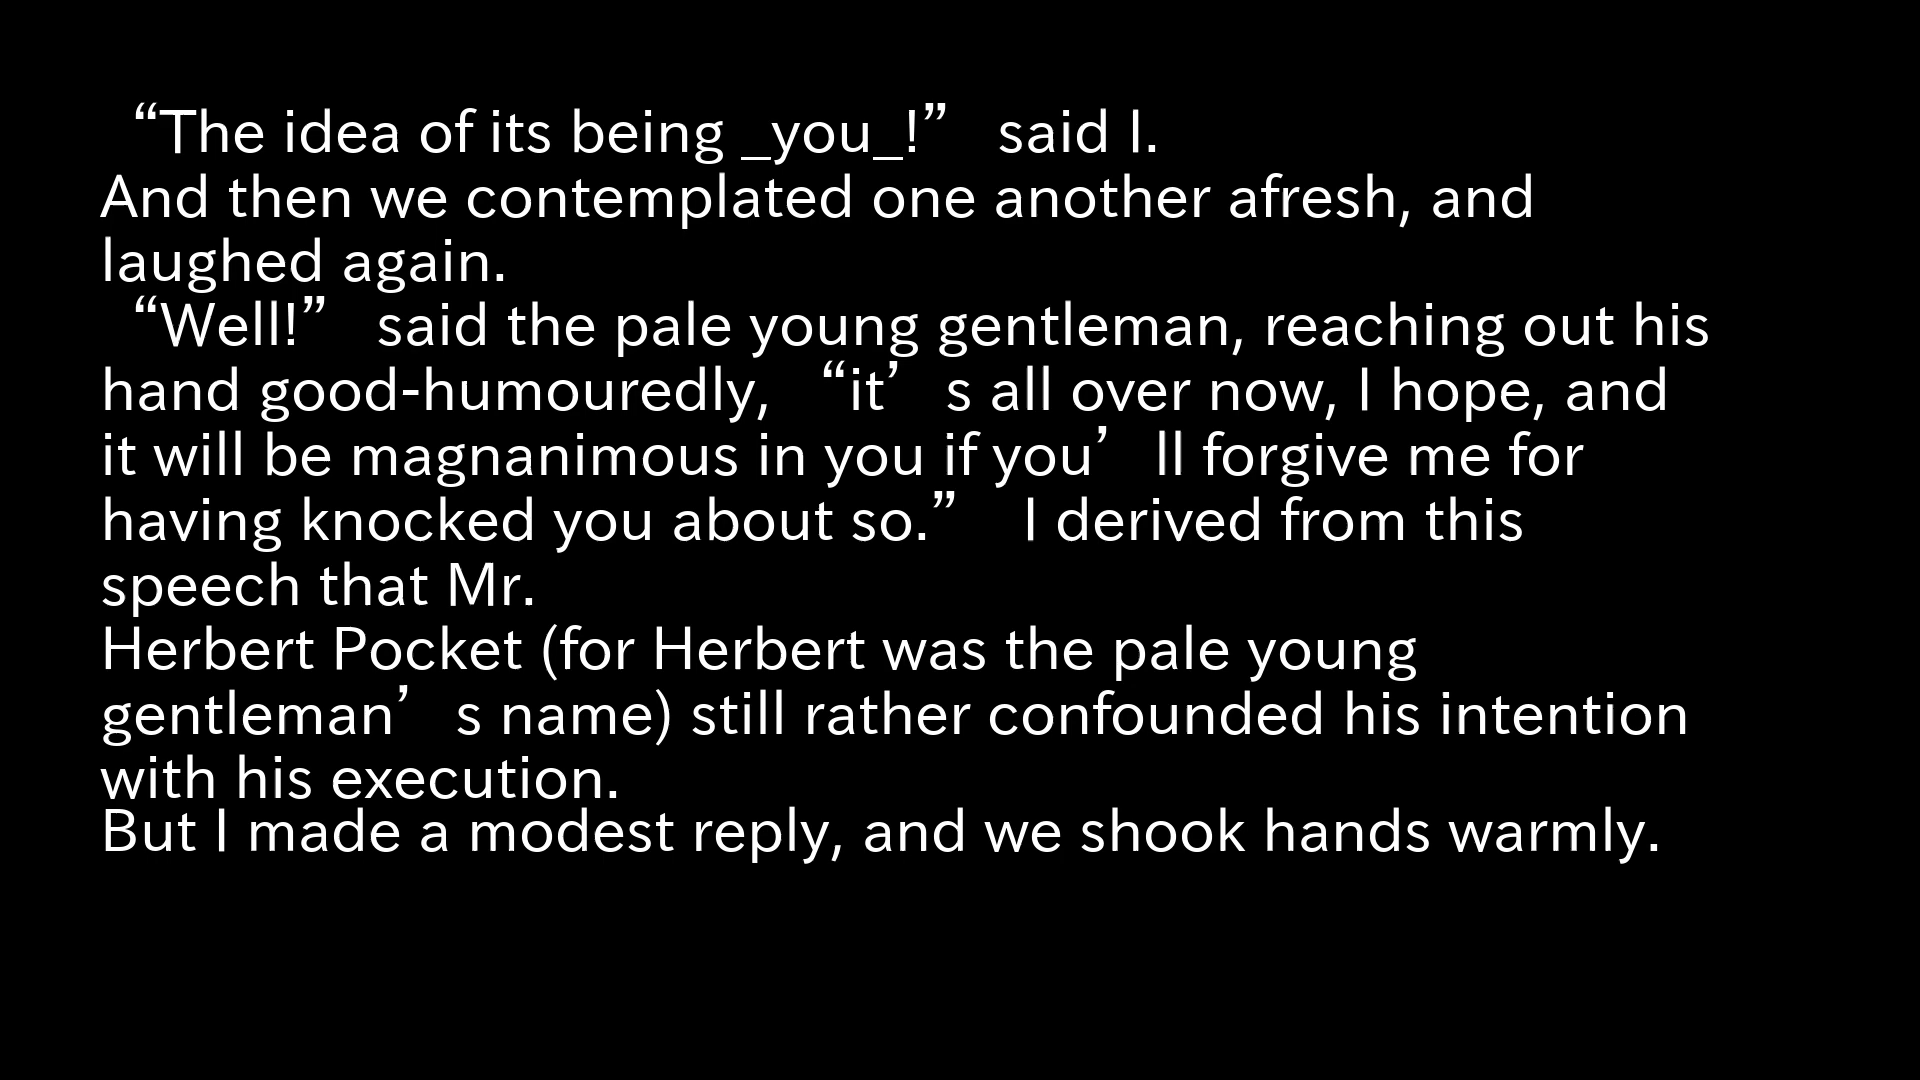 “The idea of its being _you_!” said I.
And then we contemplated one another afresh, and
laughed again.
“Well!” said the pale young gentleman, reaching out his
hand good-humouredly, “it’s all over now, I hope, and
it will be magnanimous in you if you’ll forgive me for
having knocked you about so.” I derived from this
speech that Mr.
Herbert Pocket (for Herbert was the pale young
gentleman’s name) still rather confounded his intention
with his execution.
But I made a modest reply, and we shook hands warmly.